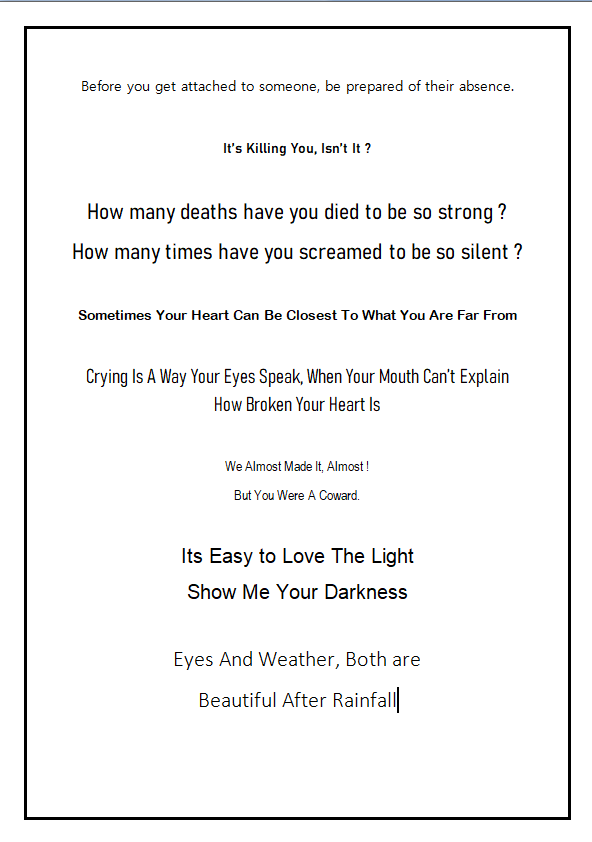 Before you get attached to someone, be prepared of their absence.
It's Killing You, Isn't It ?
How many deaths have you died to be so strong ?
How many times have you screamed to be so silent ?
Sometimes Your Heart Can Be Closest To What You Are Far From
Crying Is A Way Your Eyes Speak, When Your Mouth Can't Explain
How Broken Your Heart Is
We Almost Made It, Almost !
But You Were A Coward.
Its Easy to Love The Light
Show Me Your Darkness
Eyes And Weather, Both are
Beautiful After Rainfall